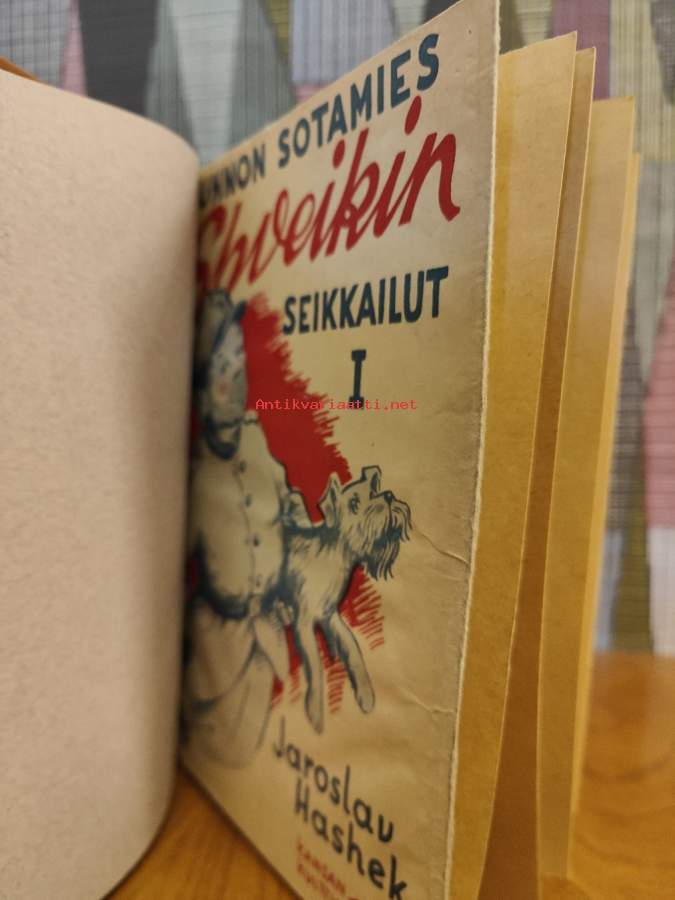 UNNON SOTAMIES
Shveikin
SEIKKAILUT
I
Antikvariaatti.net
Jaroslav
Hashek
KANSAN